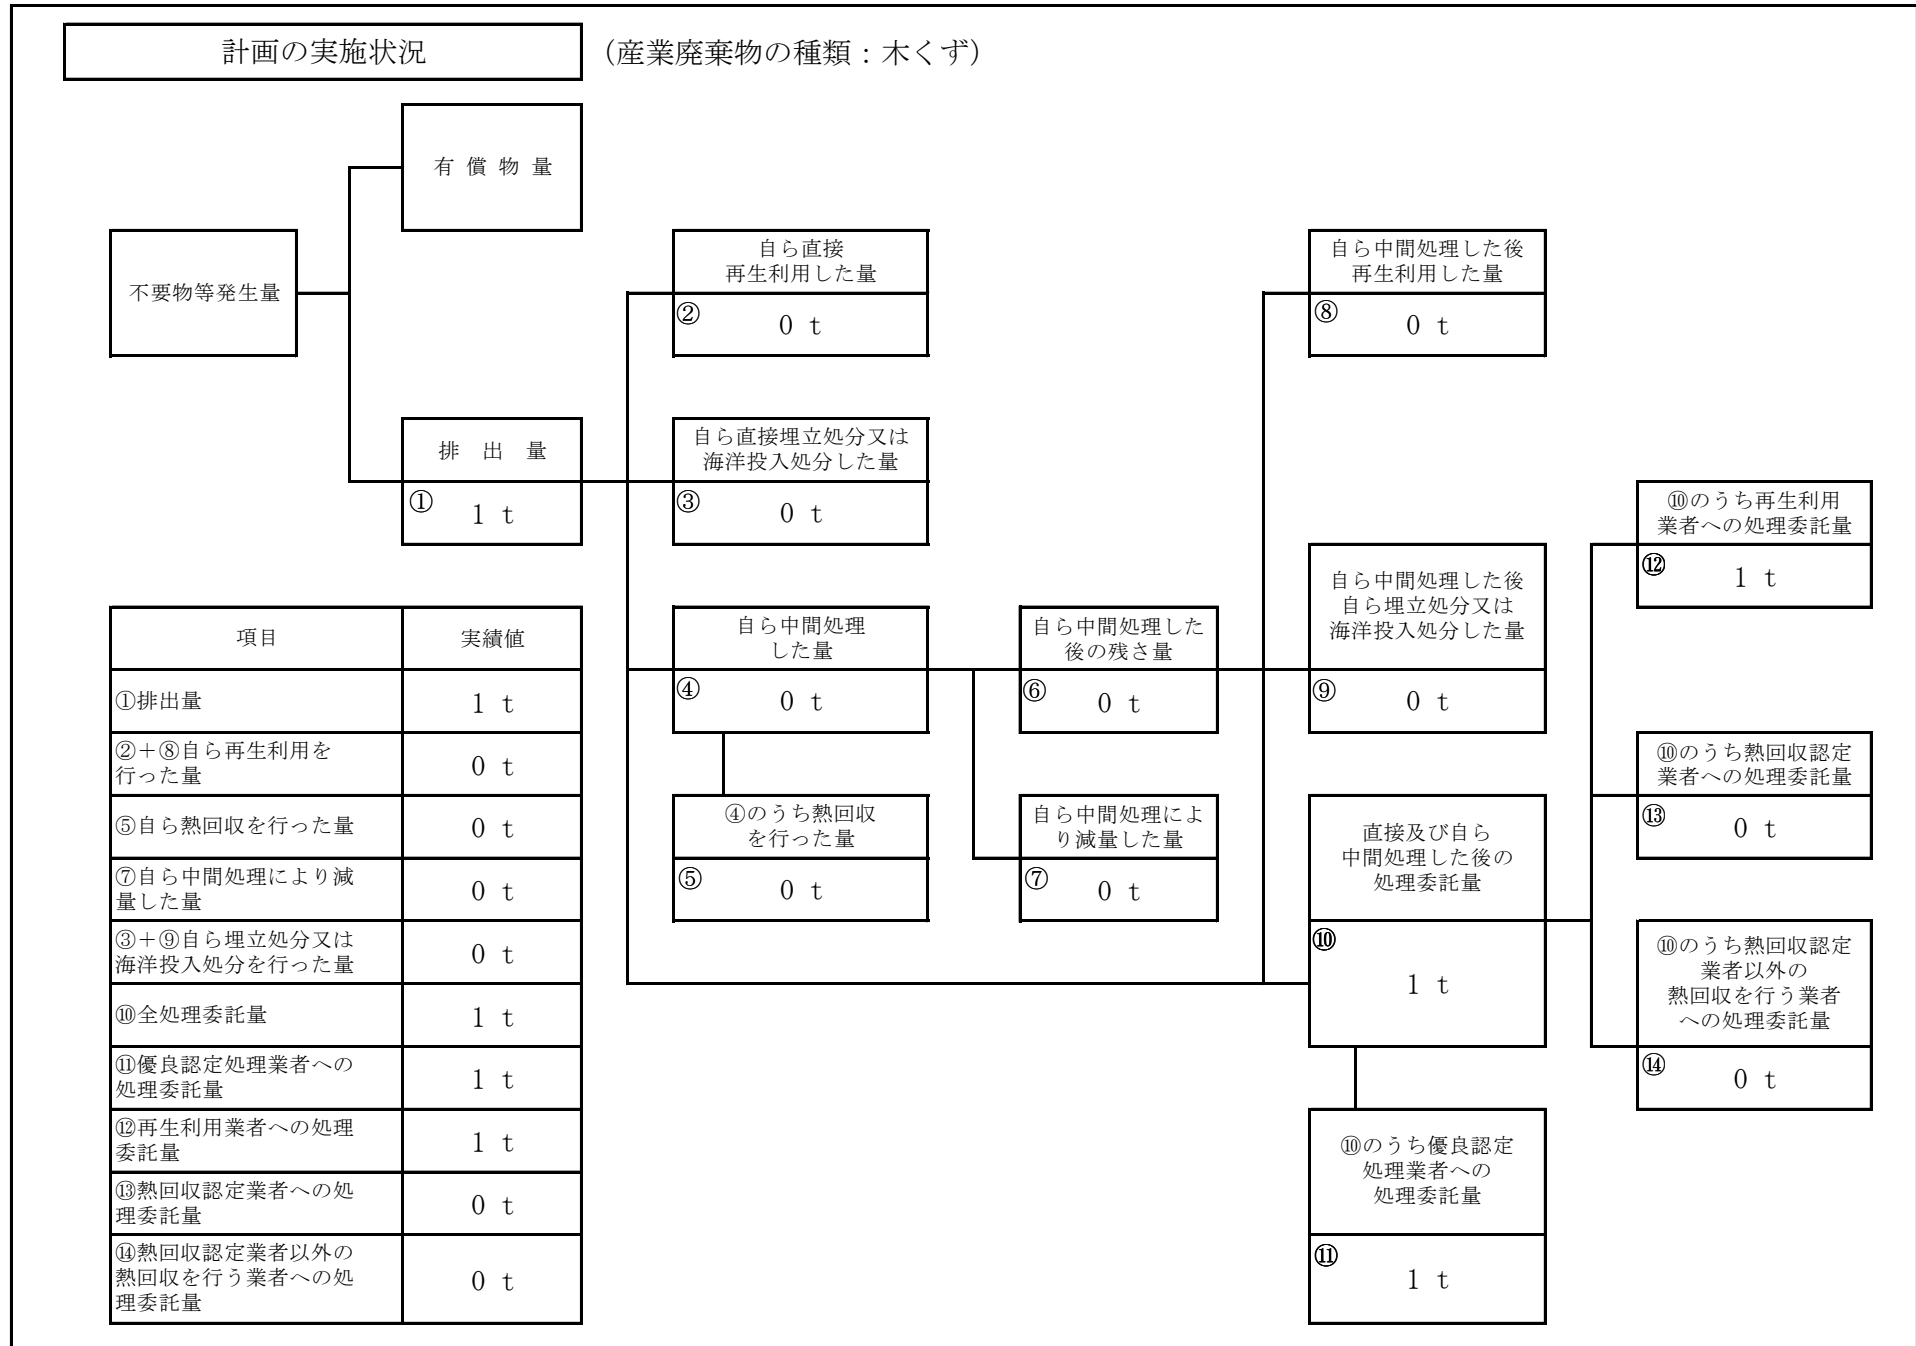 計画の実施状況
（産業廃棄物の種類：木くず）
有 償 物 量
不要物等発生量
自ら直接
再生利用した量
② 0 t
自ら中間処理した後
再生利用した量
⑧ 0 t
排 出 量
① 1 t
自ら直接埋立処分又は
海洋投入処分した量
③ 0 t
⑩のうち再生利用
業者への処理委託量
⑫ 1 t
自ら中間処理した後
自ら埋立処分又は
海洋投入処分した量
⑨ 0 t
自ら中間処理
した量
④ 0 t
自ら中間処理した
後の残さ量
⑥ 0 t
⑩のうち熱回収認定
業者への処理委託量
⑬ 0 t
④のうち熱回収
を行った量
⑤ 0 t
自ら中間処理によ
り減量した量
⑦ 0 t
直接及び自ら
中間処理した後の
処理委託量
⑩ 1 t
⑩のうち熱回収認定
業者以外の
熱回収を行う業者
への処理委託量
⑭ 0 t
⑩のうち優良認定
処理業者への
処理委託量
⑪ 1 t
項目 実績値
①排出量 1 t
②＋⑧自ら再生利用を
行った量 0 t
⑤自ら熱回収を行った量 0 t
⑦自ら中間処理により減
量した量 0 t
③＋⑨自ら埋立処分又は
海洋投入処分を行った量 0 t
⑩全処理委託量 1 t
⑪優良認定処理業者への
処理委託量 1 t
⑫再生利用業者への処理
委託量 1 t
⑬熱回収認定業者への処
理委託量 0 t
⑭熱回収認定業者以外の
熱回収を行う業者への処
理委託量 0 t